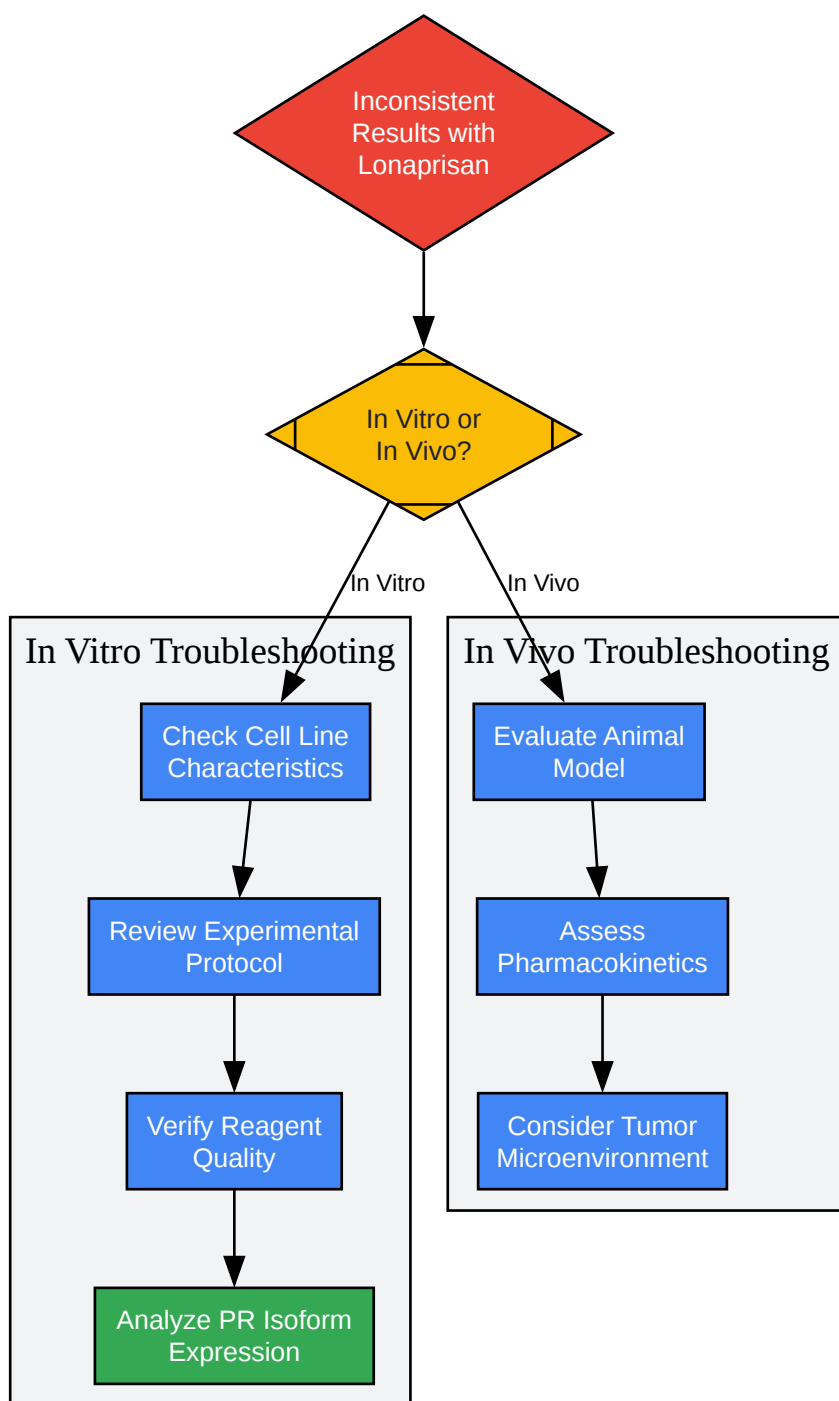 Inconsistent
Results with
Lonaprisan
In Vitro or
In Vivo?
In Vitro
In Vivo
In Vitro Troubleshooting
Check Cell Line
Characteristics
Review Experimental
Protocol
Verify Reagent
Quality
Analyze PR Isoform
Expression
In Vivo Troubleshooting
Evaluate Animal
Model
Assess
Pharmacokinetics
Consider Tumor
Microenvironment